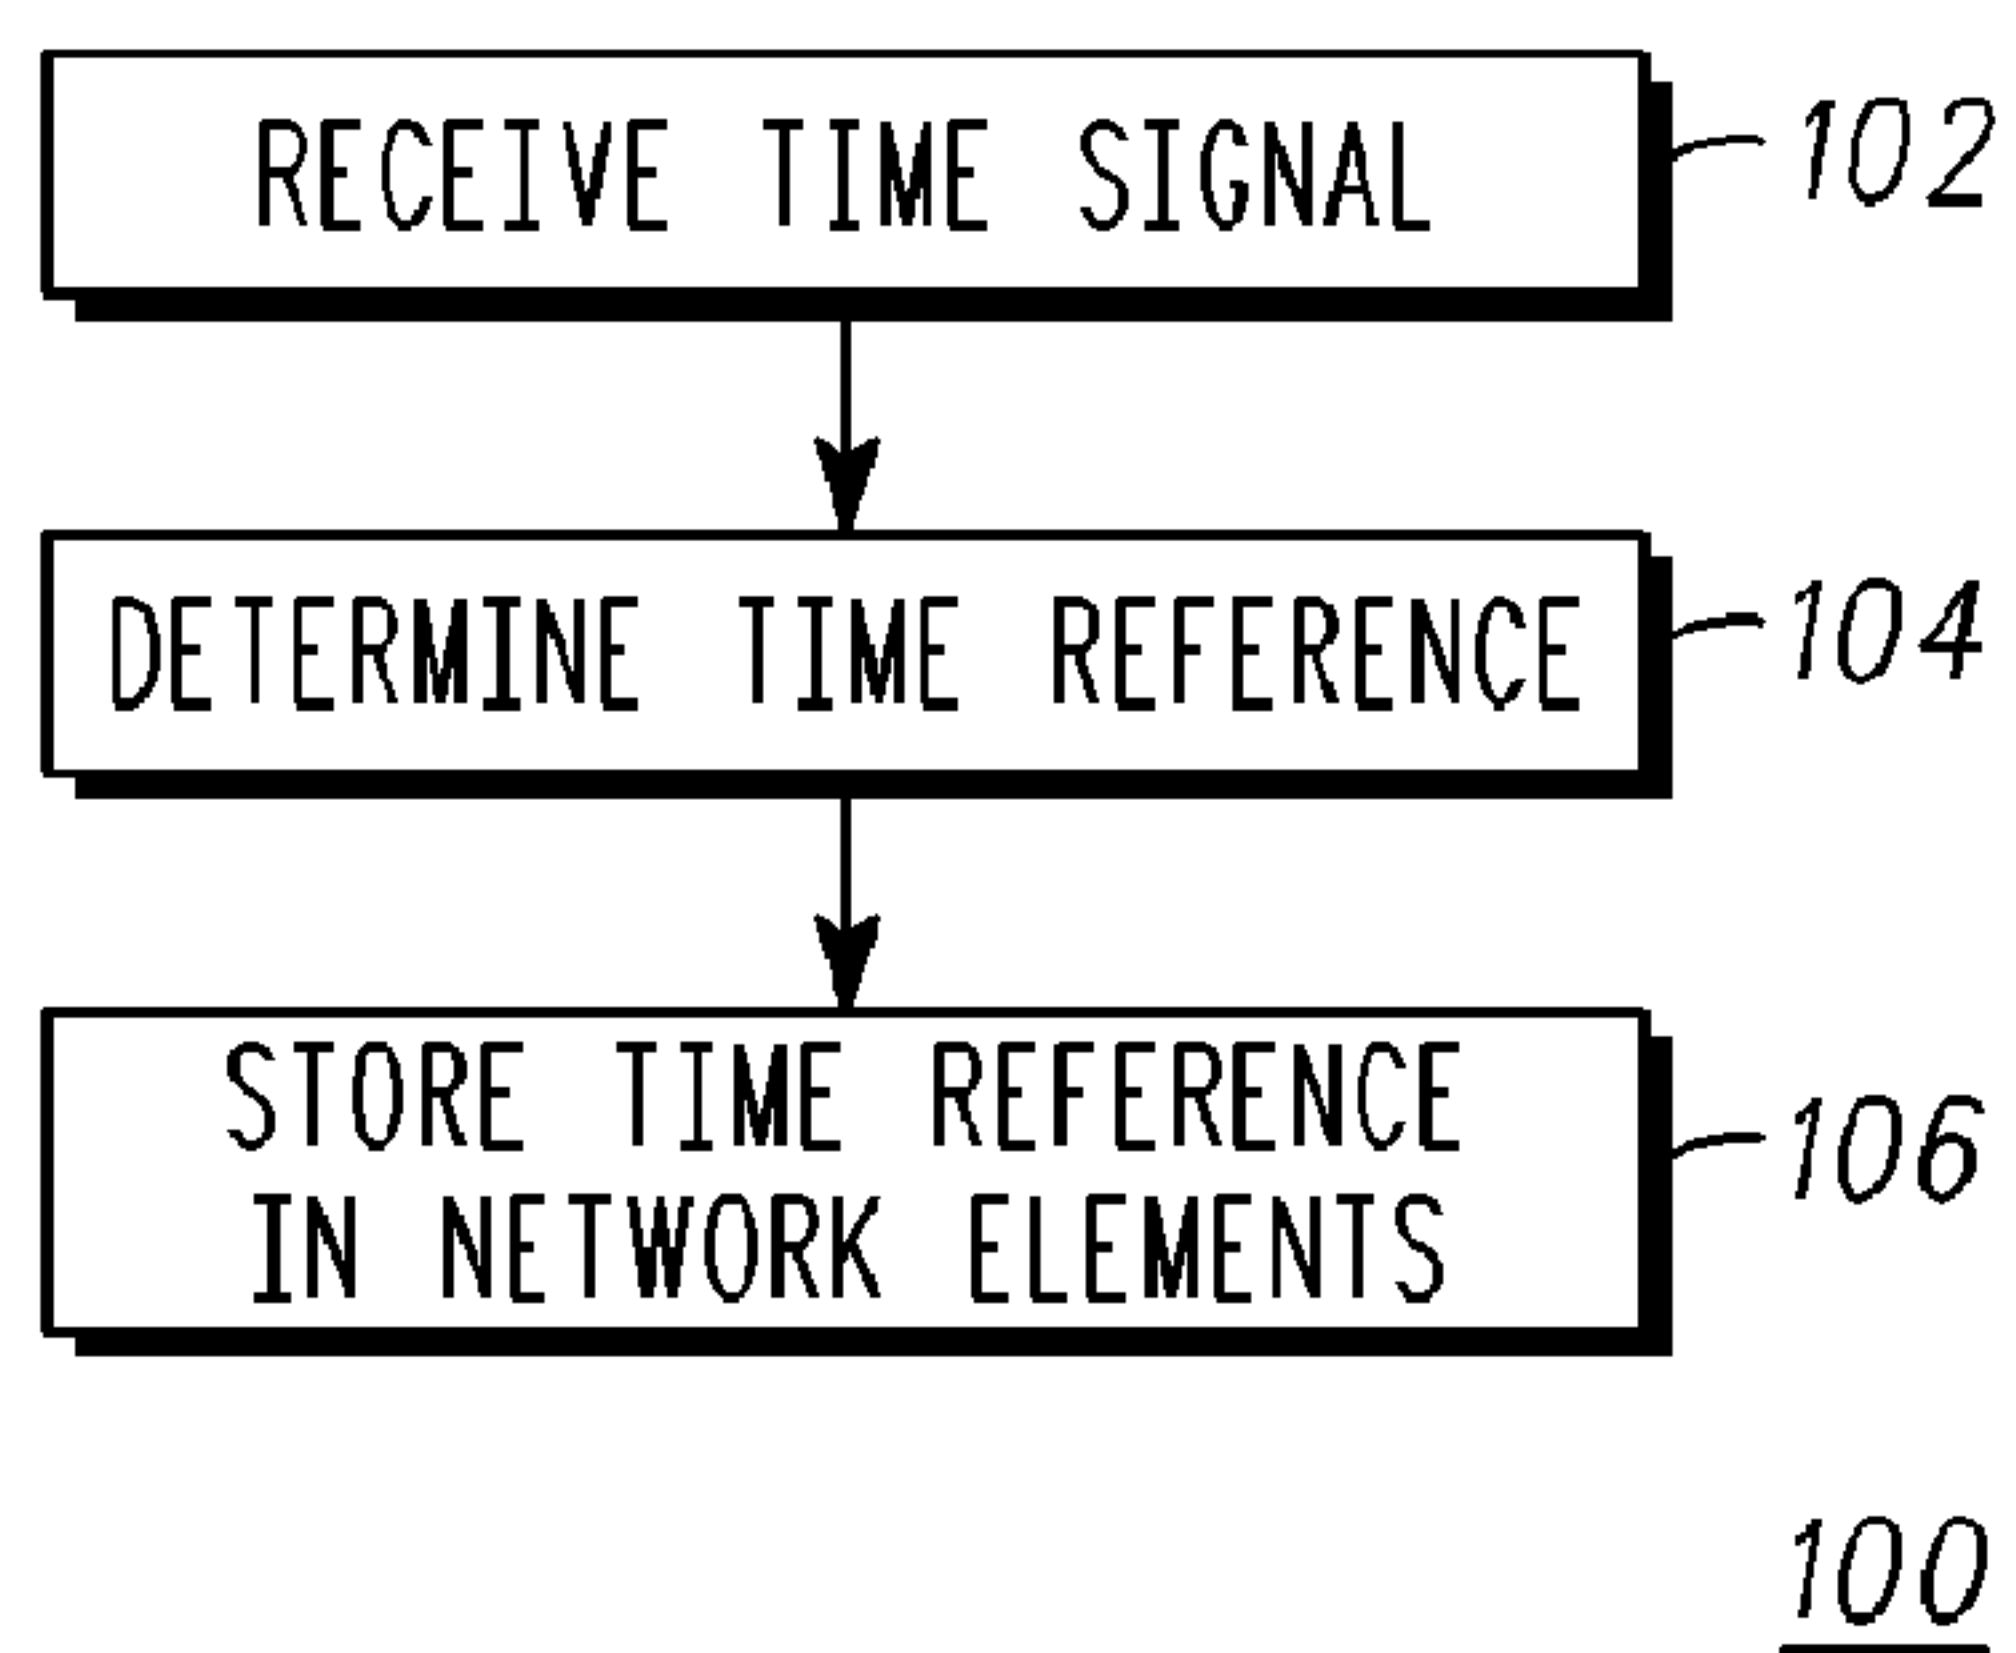 RECEIVE TIME SIGNAL
102
DETERMINE TIME REFERENCE
104
STORE TIME REFERENCE
IN NETWORK ELEMENTS
106
100